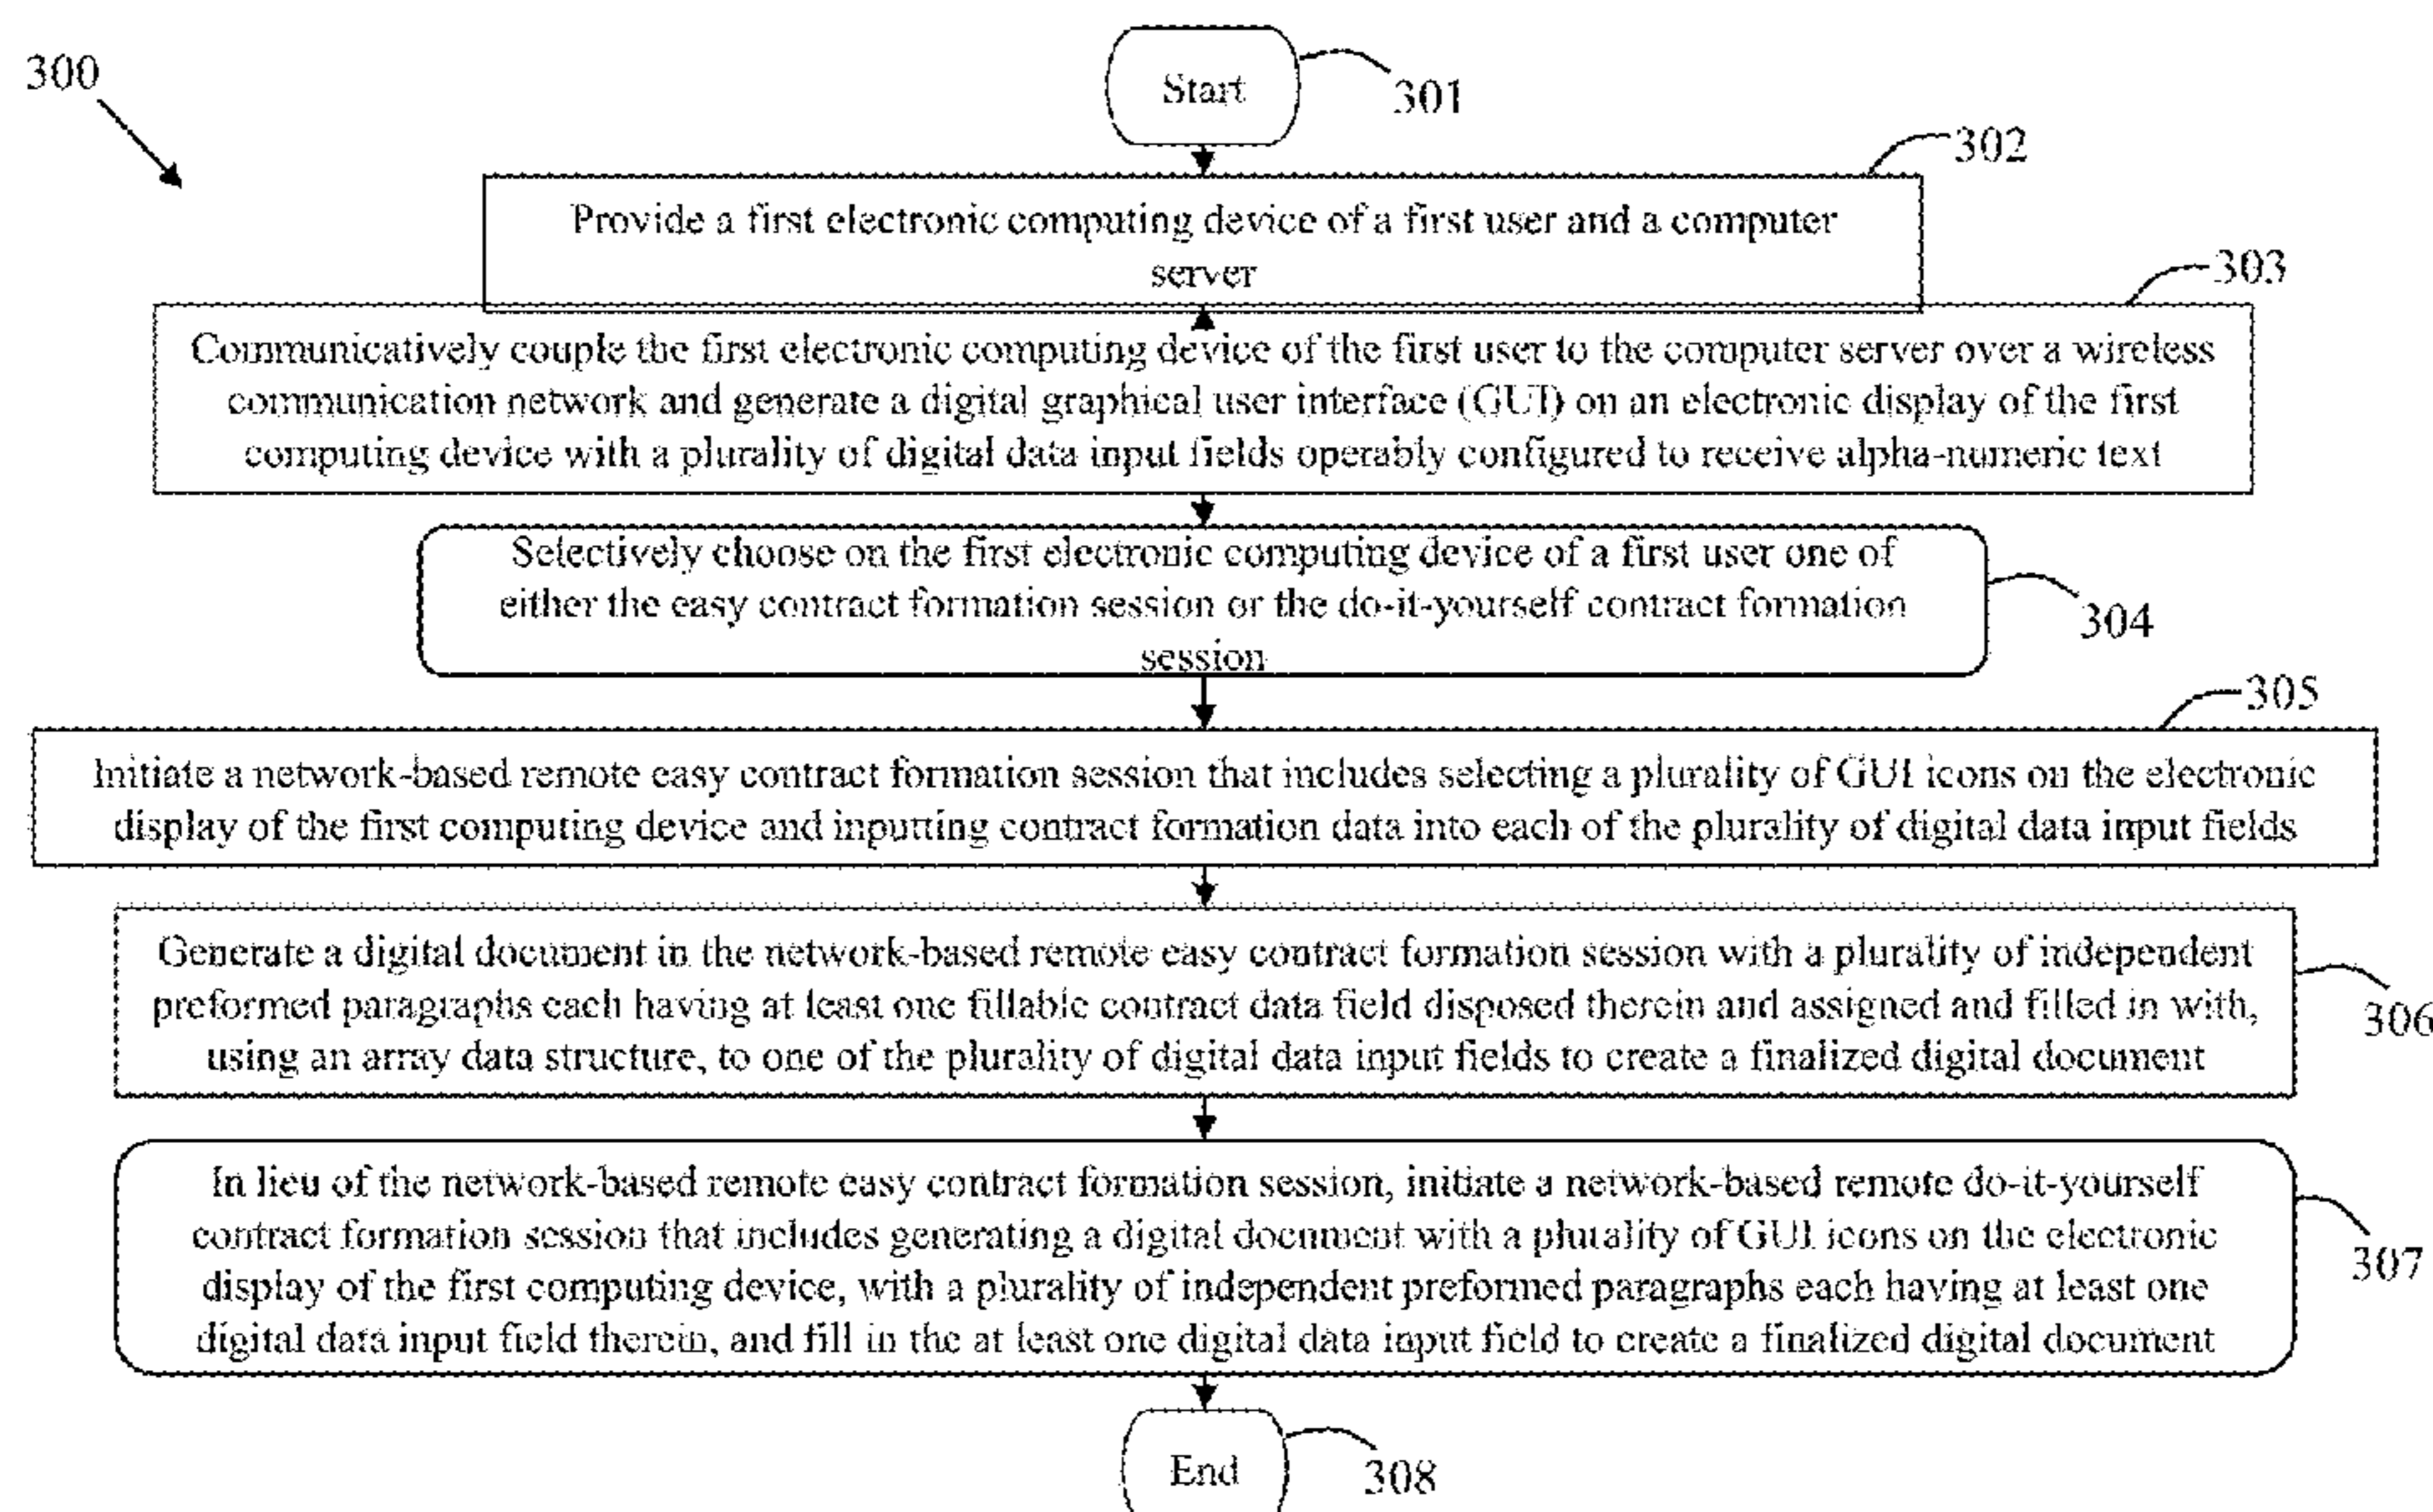 300
Start
301
302
Provide a first electronic computing device of a first user and a computer
server
303
Communicatively couple the first electronic computing device of the first user to the computer server over a wireless
communication network and generate a digital graphical user interface (GUI) on an electronic display of the first
computing device with a plurality of digital data input fields operably configured to receive alpha-numeric text
Selectively choose on the first electronic computing device of a first user one of
either the easy contract formation session or the do-it-yourself contract formation
session
304
305
Initiate a network-based remote easy contract formation session that includes selecting a plurality of GUI icons on the electronic
display of the first computing device and inputting contract formation data into each of the plurality of digital data input fields
Generate a digital document in the network-based remote easy contract formation session with a plurality of independent
preformed paragraphs each having at least one fillable contract data field disposed therein and assigned and filled in with,
using an array data structure, to one of the plurality of digital data input fields to create a finalized digital document
306
In lieu of the network-based remote easy contract formation session, initiate a network-based remote do-it-yourself
contract formation session that includes generating a digital document with a plurality of GUI icons on the electronic
display of the first computing device, with a plurality of independent preformed paragraphs each having at least one
digital data input field therein, and fill in the at least one digital data input field to create a finalized digital document
307
End
308